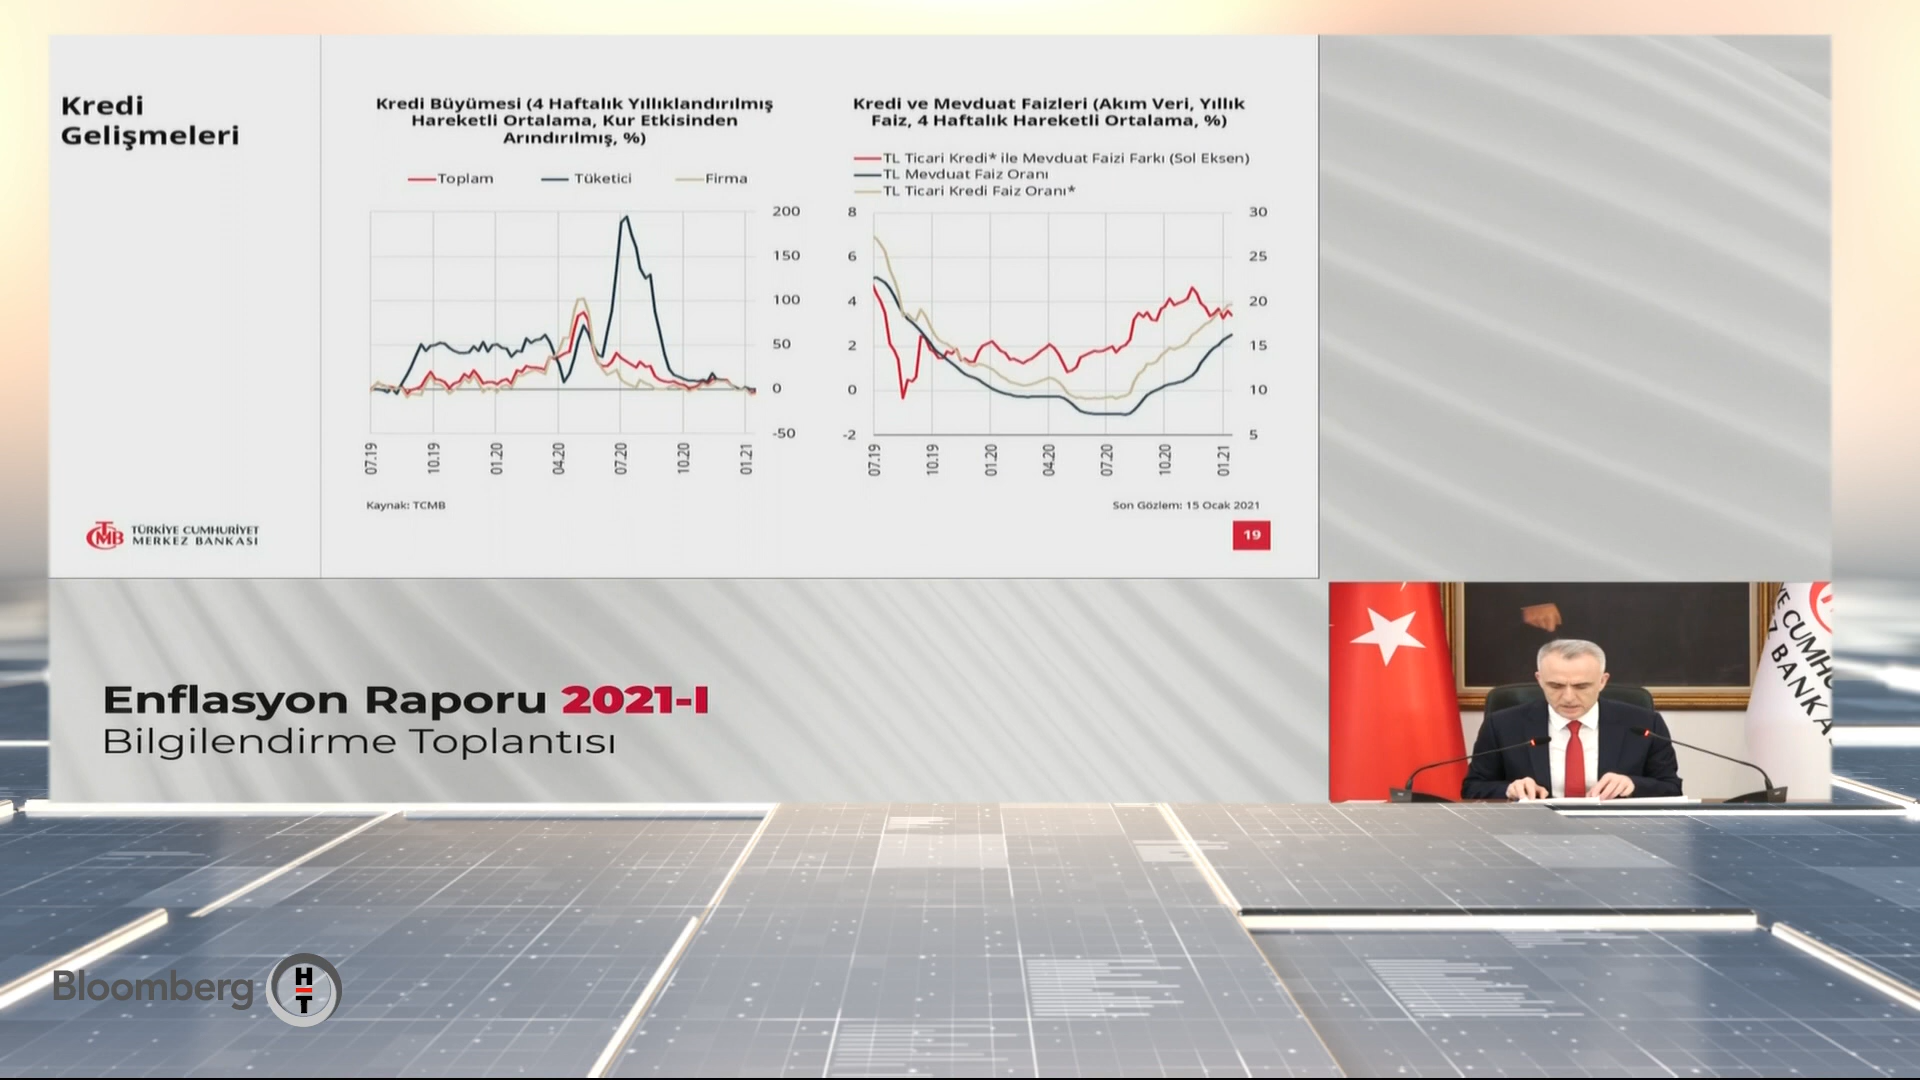 Kredi
Gelişmeleri
Kredi Büyümesi (4 Haftalık Yıllıklandırılmış
Hareketli Ortalama, Kur Etkisinden
Arındırılmış, %)
Toplam
Tüketici
Firma
200
150
100
50
0
-50
07.19
10.19
01.20
04.20
07.20
10.20
01.21
Kaynak: TCMB
Kredi ve Mevduat Faizleri (Akım Veri, Yıllık
Faiz, 4 Haftalık Hareketli Ortalama, %)
TL Ticari Kredi* ile Mevduat Faizi Farkı (Sol Eksen)
TL Mevduat Faiz Oranı
TL Ticari Kredi Faiz Oranı*
8
6
4
2
0
-2
30
25
20
15
10
5
07.19
10.19
01.20
04.20
07.20
10.20
01.21
Son Gözlem: 15 Ocak 2021
19
TCMB
TÜRKİYE CUMHURİYET
MERKEZ BANKASI
Enflasyon Raporu 2021-I
Bilgilendirme Toplantısı
Bloomberg
HT